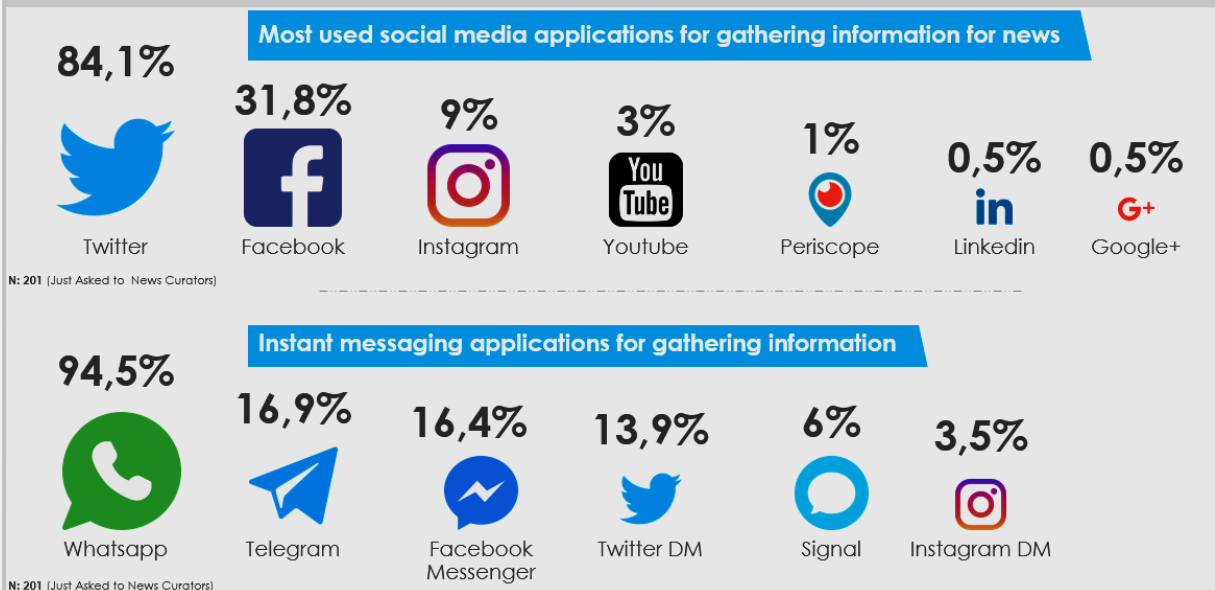 Most used social media applications for gathering information for news
84,1%
31,8%
9%
3%
1%
0,5%
0,5%
You
Tube
in
G+
Twitter
Facebook
Instagram
Youtube
Periscope
Linkedin
Google+
N: 201 (Just Asked to News Curators)
Instant messaging applications for gathering information
94,5%
16,9%
16,4%
13,9%
6%
3,5%
Whatsapp
Telegram
Facebook
Messenger
Twitter DM
Signal
Instagram DM
N: 201 (Just Asked to News Curators)